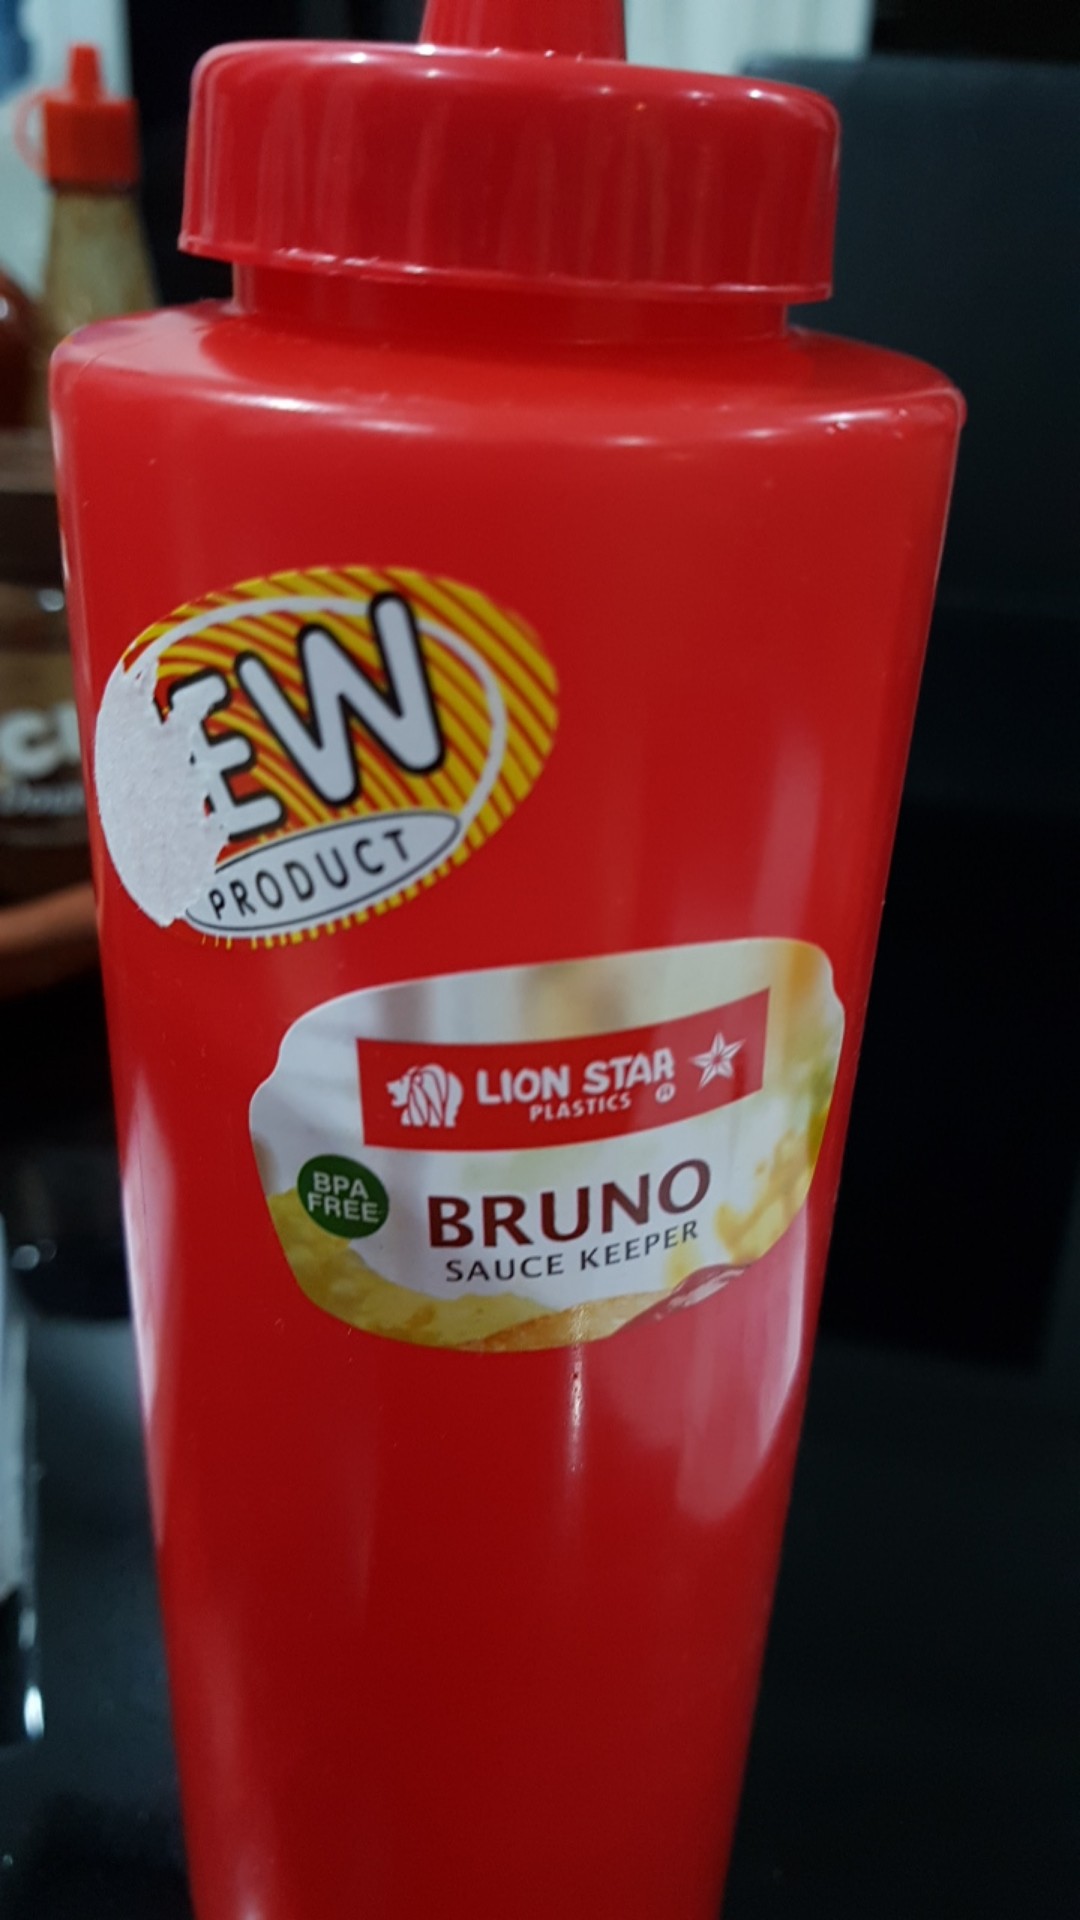 EW
PRODUCT
LION STAR
PLASTICS
BPA
FREE
BRUNO
SAUCE KEEPER